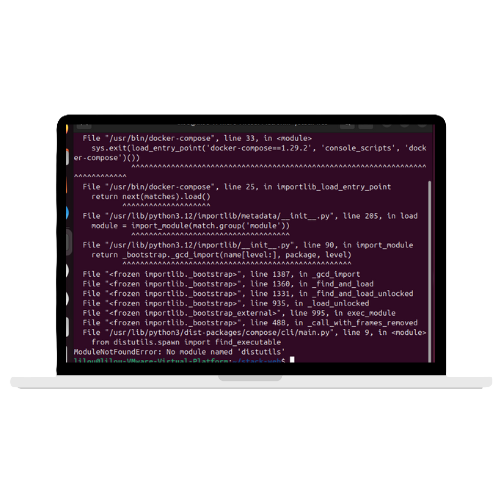 File "/usr/bin/docker-compose", line 33, in <module>
sys.exit(load_entry_point('docker-compose==1.29.2', 'console_scripts', 'dock
er-compose')())
^^^^^^^^^^^^^^^^^^^^^^^^^^^^^^^^^^^^^^^^^^^^^^^^^^^^^^^^^^^^^^^^^^^^
^^^^^^^^^^^^
File "/usr/bin/docker-compose", line 25, in importlib_load_entry_point
return next(matches).load()
^^^^^^^^^^^^^^^^^^^^
File "/usr/lib/python3.12/importlib/metadata/__init__.py", line 205, in load
module = import_module(match.group('module'))
^^^^^^^^^^^^^^^^^^^^^^^^^^^^^^^^^^^^
File "/usr/lib/python3.12/importlib/__init__.py", line 90, in import_module
return _bootstrap._gcd_import(name[level:], package, level)
^^^^^^^^^^^^^^^^^^^^^^^^^^^^^^^^^^^^^^^^^^^^^^^^^^^^
File "<frozen importlib._bootstrap>", line 1387, in _gcd_import
File "<frozen importlib._bootstrap>", line 1360, in _find_and_load
File "<frozen importlib._bootstrap>", line 1331, in _find_and_load_unlocked
File "<frozen importlib._bootstrap>", line 935, in _load_unlocked
File "<frozen importlib._bootstrap_external>", line 995, in exec_module
File "<frozen importlib._bootstrap>", line 488, in _call_with_frames_removed
File "/usr/lib/python3/dist-packages/compose/cli/main.py", line 9, in <module>
from distutils.spawn import find_executable
ModuleNotFoundError: No module named 'distutils'
lilou@lilou-VMware-Virtual-Platform:~/stack-web$